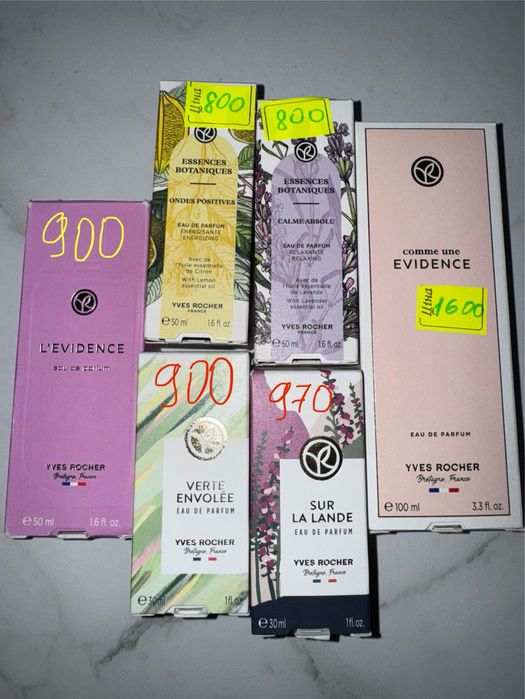 900
L'EVIDENCE
eau de parfum
YVES ROCHER
Bretagne, France
e 50 ml 1.6 fl. oz.
Ціна
800
ESSENCES
BOTANIQUES
ONDES POSITIVES
EAU DE PARFUM
ÉNERGISANTE
ENERGIZING
Avec de
l'huile essentielle
de Citron
With Lemon
essential oil
YVES ROCHER
FRANCE
e 50 ml 1.6 fl. oz.
800
ESSENCES
BOTANIQUES
CALME ABSOLU
EAU DE PARFUM
RELAXANTE
RELAXING
Avec de
l'huile essentielle
de Lavande
With Lavender
essential oil
YVES ROCHER
FRANCE
e 50 ml 1.6 fl. oz.
comme une
EVIDENCE
Ціна
1600
EAU DE PARFUM
YVES ROCHER
Bretagne, France
e 100 ml 3.3 fl. oz.
900
VERTE
ENVOLÉE
EAU DE PARFUM
YVES ROCHER
Bretagne, France
e 30 ml 1 fl. oz.
970
SUR
LA LANDE
EAU DE PARFUM
YVES ROCHER
Bretagne, France
e 30 ml 1 fl. oz.